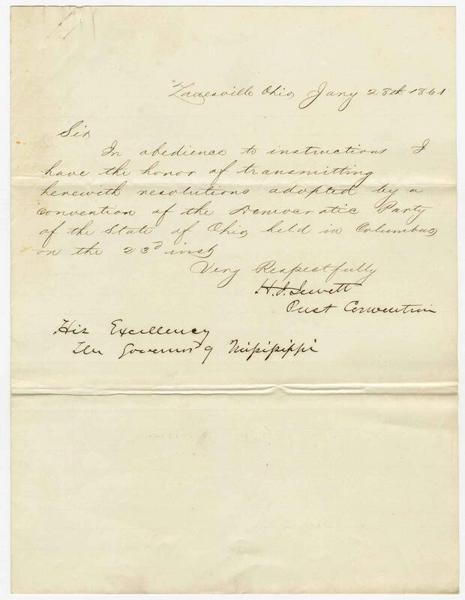 Zanesville Ohio Jany 28th 1861
Sir
In obedience to instructions I
have the honor of transmitting
herewith resolutions adopted by a
convention of the Democratic Party
of the State of Ohio held in Columbus
on the 23d inst
Very Respectfully
H. J. Jewett
Prest Convention
His Excellency
The Governor of Mississippi